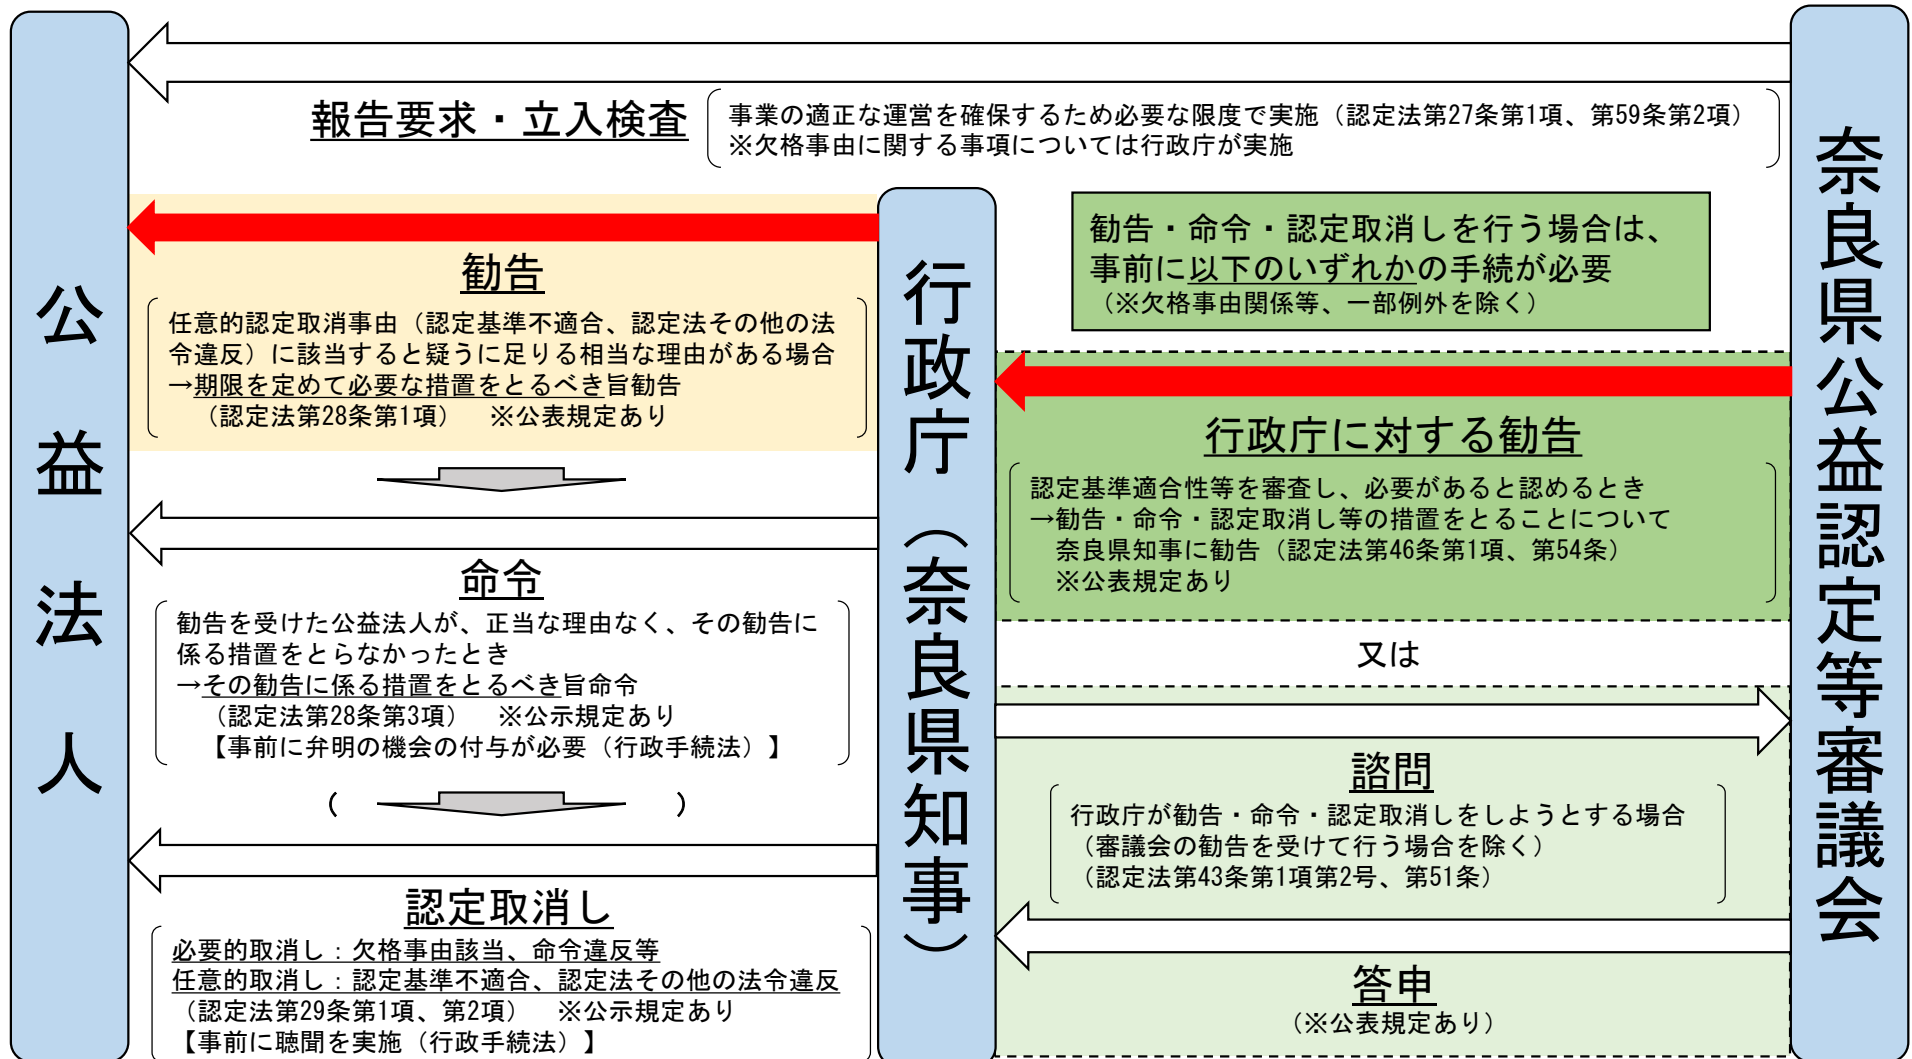 公益法人
報告要求・立入検査
事業の適正な運営を確保するため必要な限度で実施（認定法第27条第1項、第59条第2項）
※欠格事由に関する事項については行政庁が実施
勧告
任意的認定取消事由（認定基準不適合、認定法その他の法
令違反）に該当すると疑うに足りる相当な理由がある場合
→期限を定めて必要な措置をとるべき旨勧告
（認定法第28条第1項）　※公表規定あり
命令
勧告を受けた公益法人が、正当な理由なく、その勧告に
係る措置をとらなかったとき
→その勧告に係る措置をとるべき旨命令
（認定法第28条第3項）　※公示規定あり
【事前に弁明の機会の付与が必要（行政手続法）】
（　　　）
認定取消し
必要的取消し：欠格事由該当、命令違反等
任意的取消し：認定基準不適合、認定法その他の法令違反
（認定法第29条第1項、第2項）　※公示規定あり
【事前に聴聞を実施（行政手続法）】
行政庁（奈良県知事）
勧告・命令・認定取消しを行う場合は、
事前に以下のいずれかの手続が必要
（※欠格事由関係等、一部例外を除く）
行政庁に対する勧告
認定基準適合性等を審査し、必要があると認めるとき
→勧告・命令・認定取消し等の措置をとることについて
奈良県知事に勧告（認定法第46条第1項、第54条）
※公表規定あり
又は
諮問
行政庁が勧告・命令・認定取消しをしようとする場合
（審議会の勧告を受けて行う場合を除く）
（認定法第43条第1項第2号、第51条）
答申
（※公表規定あり）
奈良県公益認定等審議会